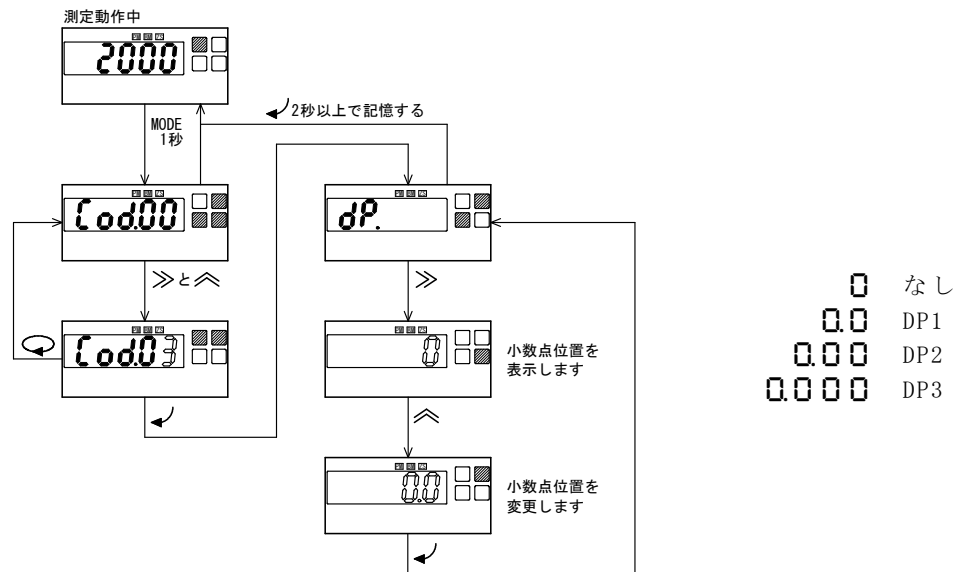 測定動作中
2000
MODE
1秒
2秒以上で記憶する
Cod.00
dP.
≫と︽
≫
Cod.03
0
小数点位置を
表示します
︽
0.0
小数点位置を
変更します
0 なし
0.0 DP1
0.00 DP2
0.000 DP3